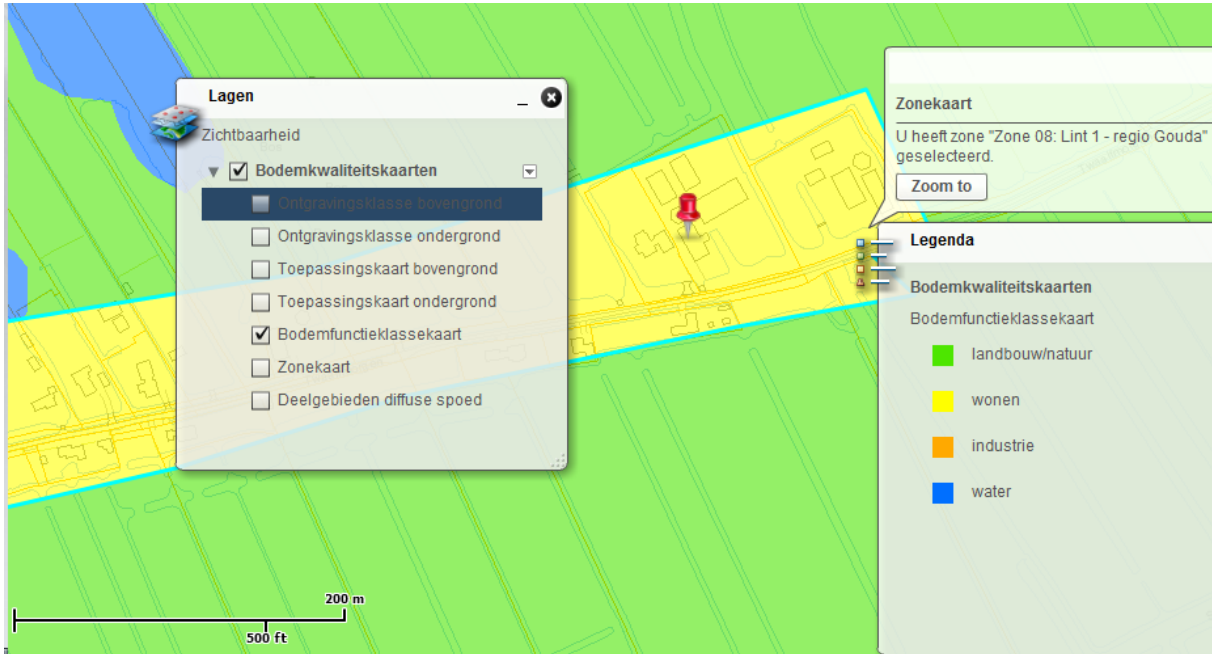 Lagen
Zichtbaarheid
Bodemkwaliteitskaarten
Ontgravingsklasse bovengrond
Ontgravingsklasse ondergrond
Toepassingskaart bovengrond
Toepassingskaart ondergrond
Bodemfunctieklassekaart
Zonekaart
Deelgebieden diffuse spoed
Zonekaart
U heeft zone "Zone 08: Lint 1 - regio Gouda"
geselecteerd.
Zoom to
Legenda
Bodemkwaliteitskaarten
Bodemfunctieklassekaart
landbouw/natuur
wonen
industrie
water
200 m
500 ft